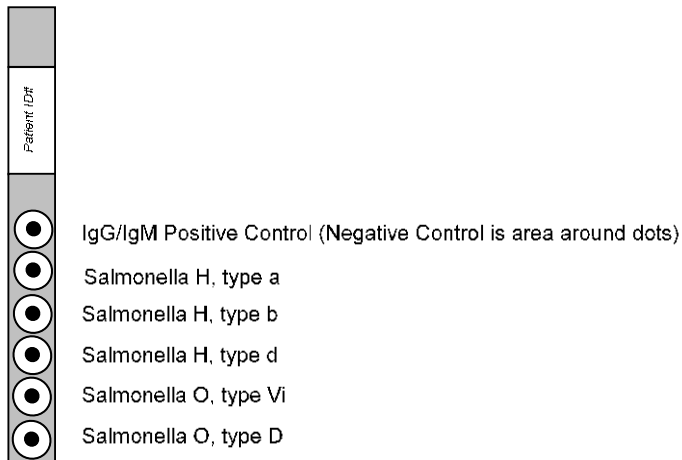 Patient ID#
IgG/IgM Positive Control (Negative Control is area around dots)
Salmonella H, type a
Salmonella H, type b
Salmonella H, type d
Salmonella O, type Vi
Salmonella O, type D